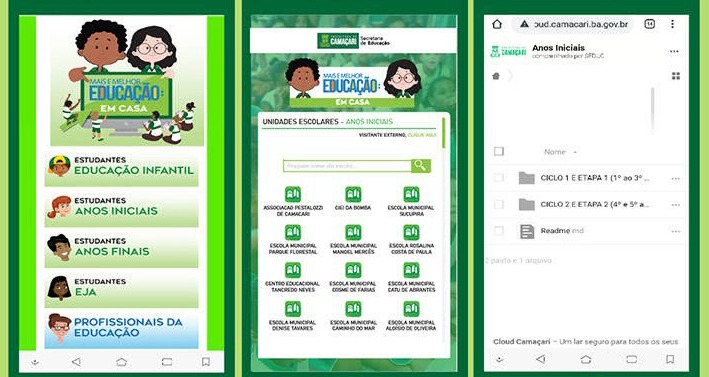 MAIS E MELHOR
EDUCAÇÃO:
EM CASA
ESTUDANTES
EDUCAÇÃO INFANTIL
ESTUDANTES
ANOS INICIAIS
ESTUDANTES
ANOS FINAIS
ESTUDANTES
EJA
PROFISSIONAIS DA
EDUCAÇÃO
PREFEITURA DE
CAMAÇARI
Secretaria
de Educação
MAIS E MELHOR
EDUCAÇÃO:
EM CASA
UNIDADES ESCOLARES - ANOS INICIAIS
VISITANTE EXTERNO, CLIQUE AQUI
ASSOCIACAO PESTALOZZI
DE CAMACARI
CIEI DA BOMBA
ESCOLA MUNICIPAL
SUCUPIRA
ESCOLA MUNICIPAL
PARQUE FLORESTAL
ESCOLA MUNICIPAL
MANOEL MERCÊS
ESCOLA ROSALINA
COSTA DE PAULA
CENTRO EDUCACIONAL
TANCREDO NEVES
ESCOLA MUNICIPAL
COSME DE FARIAS
ESCOLA MUNICIPAL
CATU DE ABRANTES
ESCOLA MUNICIPAL
DENISE TAVARES
ESCOLA MUNICIPAL
CAMINHO DO MAR
ESCOLA MUNICIPAL
ALOISIO DE OLIVEIRA
oud.camacari.ba.gov.br
14
CAMAÇARI
Anos Iniciais
compartilhado por SEDUC
Nome
CICLO 1 E ETAPA 1 (1º ao 3º ...
CICLO 2 E ETAPA 2 (4º e 5º a...
Readme.md
2 pasta e 1 arquivo
Cloud Camaçari – Um lar seguro para todos os seus